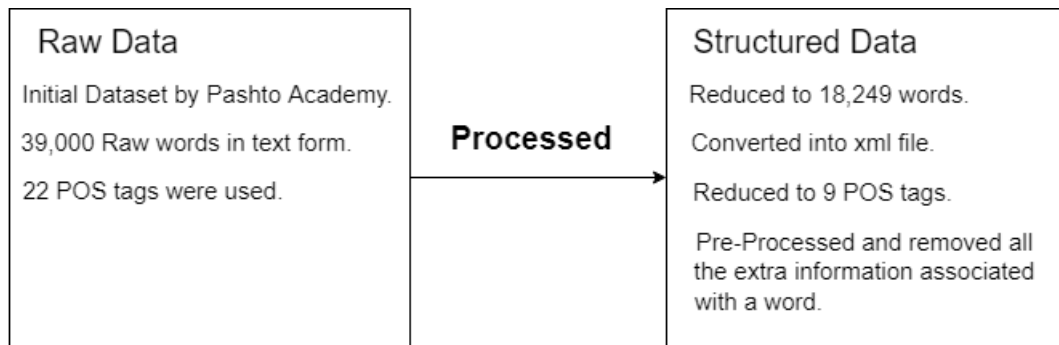 Raw Data
Initial Dataset by Pashto Academy.
39,000 Raw words in text form.
22 POS tags were used.
Processed
Structured Data
Reduced to 18,249 words.
Converted into xml file.
Reduced to 9 POS tags.
Pre-Processed and removed all
the extra information associated
with a word.